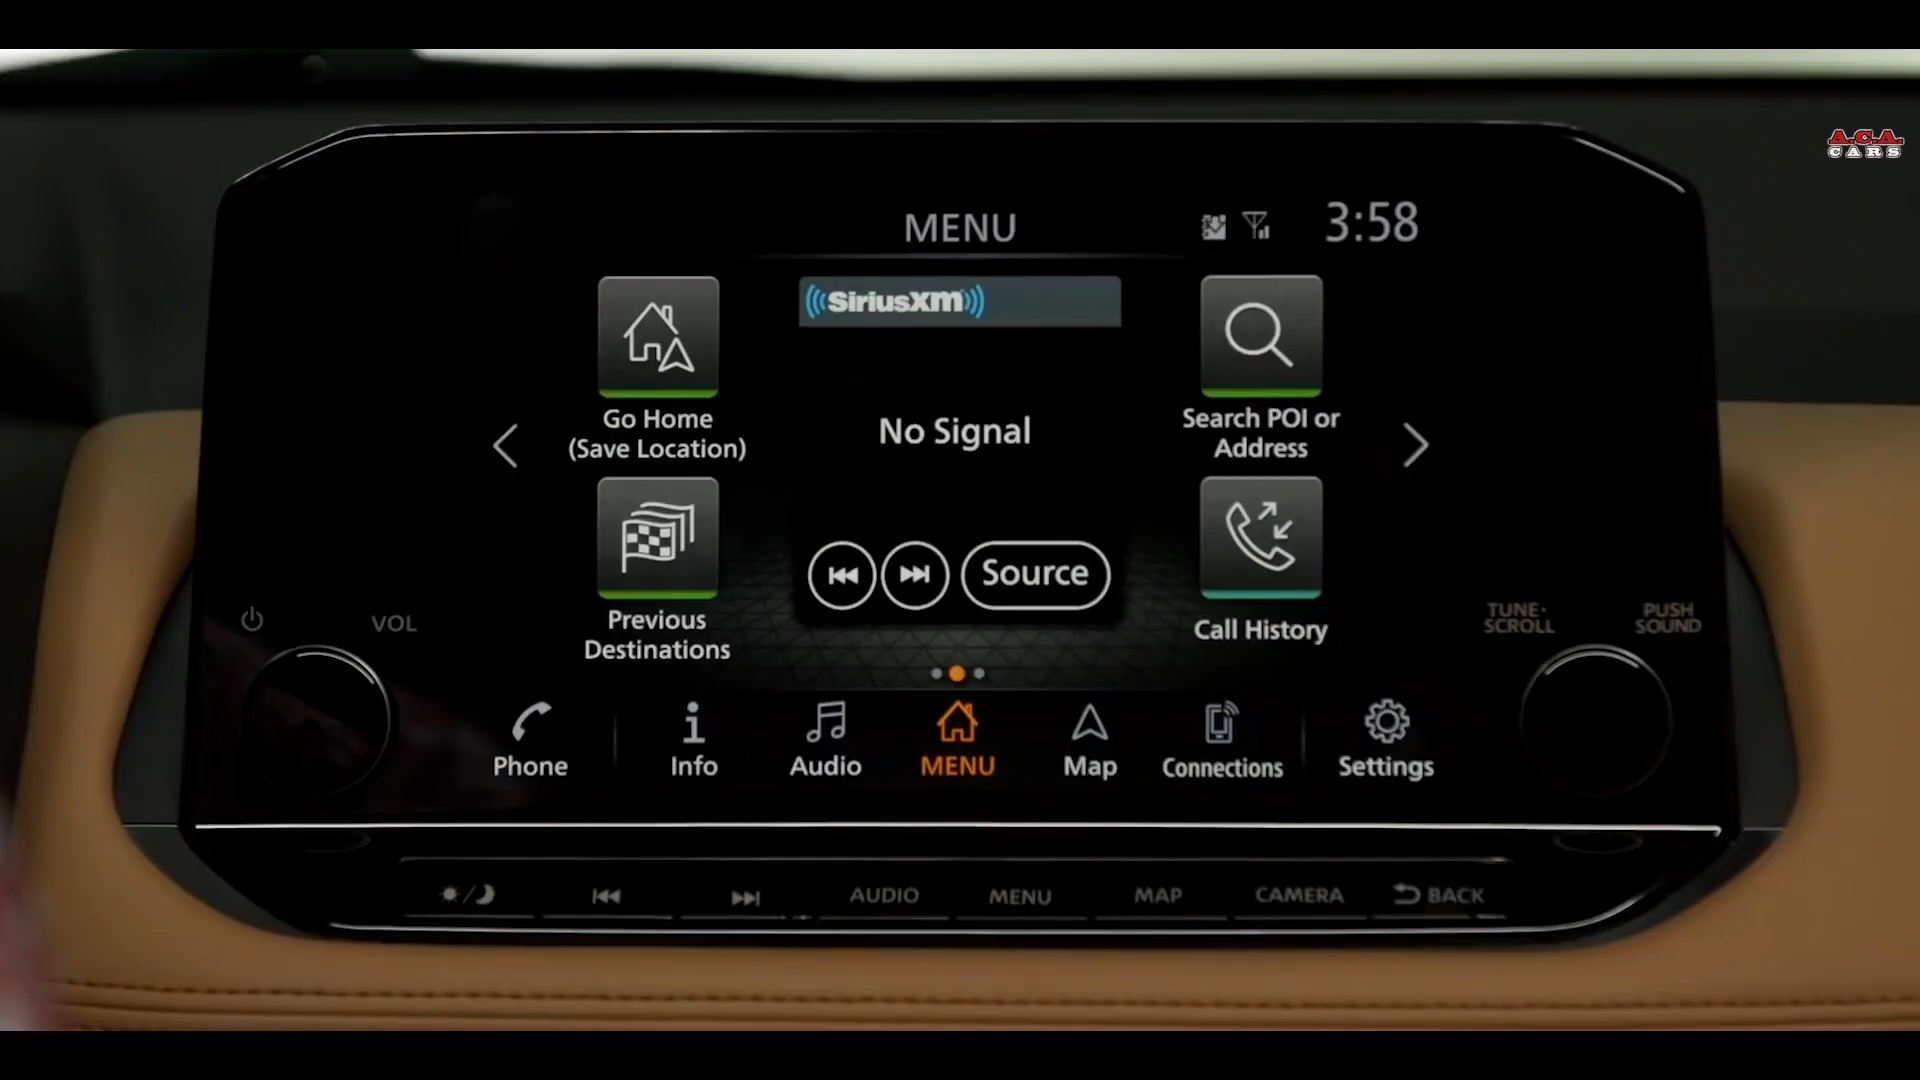 A.C.A.
CARS
MENU
3:58
SiriusXM
Go Home
(Save Location)
No Signal
Search POI or
Address
Source
Previous
Destinations
Call History
VOL
TUNE·
SCROLL
PUSH
SOUND
Phone
Info
Audio
MENU
Map
Connections
Settings
AUDIO
MENU
MAP
CAMERA
BACK